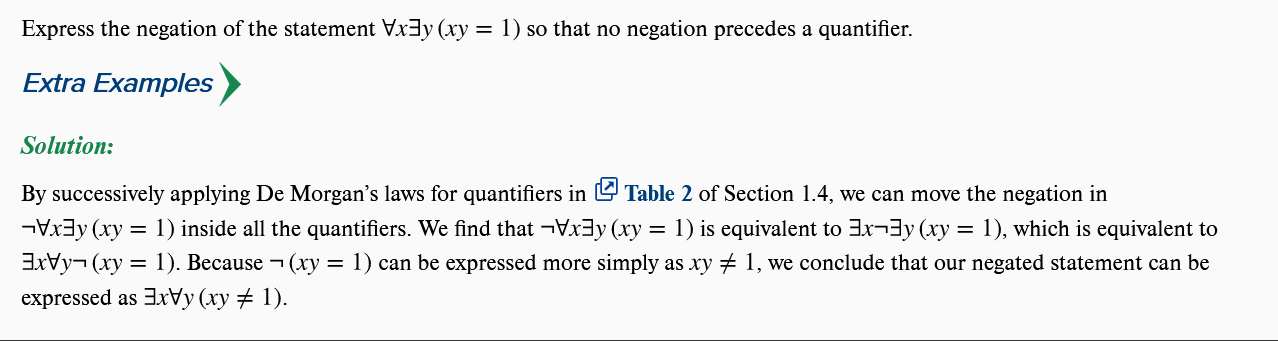 Express the negation of the statement ∀x∃y (xy = 1) so that no negation precedes a quantifier.
Extra Examples
Solution:
By successively applying De Morgan’s laws for quantifiers in Table 2 of Section 1.4, we can move the negation in
¬∀x∃y (xy = 1) inside all the quantifiers. We find that ¬∀x∃y (xy = 1) is equivalent to ∃x¬∃y (xy = 1), which is equivalent to
∃x∀y¬ (xy = 1). Because ¬ (xy = 1) can be expressed more simply as xy ≠ 1, we conclude that our negated statement can be
expressed as ∃x∀y (xy ≠ 1).